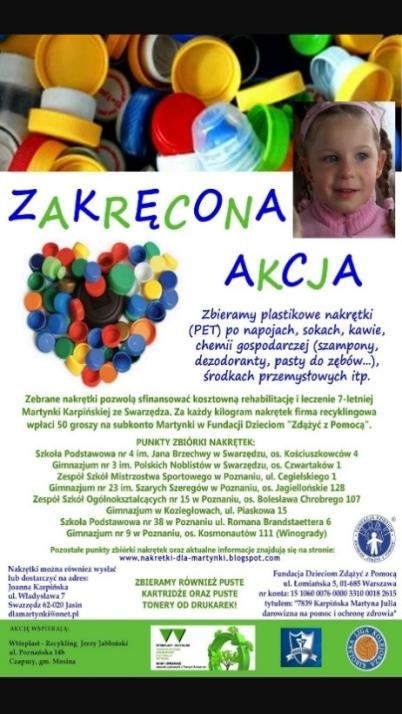 ZAKRĘCONA
AKCJA
Zbieramy plastikowe nakrętki
(PET) po napojach, sokach, kawie,
chemii gospodarczej (szampony,
dezodoranty, pasty do zębów...),
środkach przemysłowych itp.
Zebrane nakrętki pozwolą sfinansować kosztowną rehabilitację i leczenie 7-letniej
Martynki Karpińskiej ze Swarzędza. Za każdy kilogram nakrętek firma recyklingowa
wpłaci 50 groszy na subkonto Martynki w Fundacji Dzieciom "Zdążyć z Pomocą".
PUNKTY ZBIÓRKI NAKRĘTEK:
Szkoła Podstawowa nr 4 im. Jana Brzechwy w Swarzędzu, os. Kościuszkowców 4
Gimnazjum nr 3 im. Polskich Noblistów w Swarzędzu, os. Czwartaków 1
Zespół Szkół Mistrzostwa Sportowego w Poznaniu, ul. Cegielskiego 1
Gimnazjum nr 23 im. Szarych Szeregów w Poznaniu, os. Jagiellońskie 128
Zespół Szkół Ogólnokształcących nr 15 w Poznaniu, os. Bolesława Chrobrego 107
Gimnazjum w Koziegłowach, ul. Piaskowa 15
Szkoła Podstawowa nr 38 w Poznaniu ul. Romana Brandstaettera 6
Gimnazjum nr 9 w Poznaniu, os. Kosmonautów 111 (Winogrady)
Pozostałe punkty zbiórki nakrętek oraz aktualne informacje znajdują się na stronie:
www.nakretki-dla-martynki.blogspot.com
Nakrętki można również wysłać
lub dostarczyć na adres:
Joanna Karpińska
ul. Władysława 7
Swarzędz 62-020 Jasin
dlamartynki@onet.pl
ZBIERAMY RÓWNIEŻ PUSTE
KARTRIDŻE ORAZ PUSTE
TONERY OD DRUKAREK!
Fundacja Dzieciom Zdążyć z Pomocą
ul. Łomiańska 5, 01-685 Warszawa
nr konta: 15 1060 0076 0000 3310 0018 2615
tytułem: "7839 Karpińska Martyna Julia
darowizna na pomoc i ochronę zdrowia"
AKCJĘ WSPIERAJĄ:
Wtórplast - Recykling Jerzy Jabłoński
ul. Poznańska 14b
Czapury, gm. Mosina